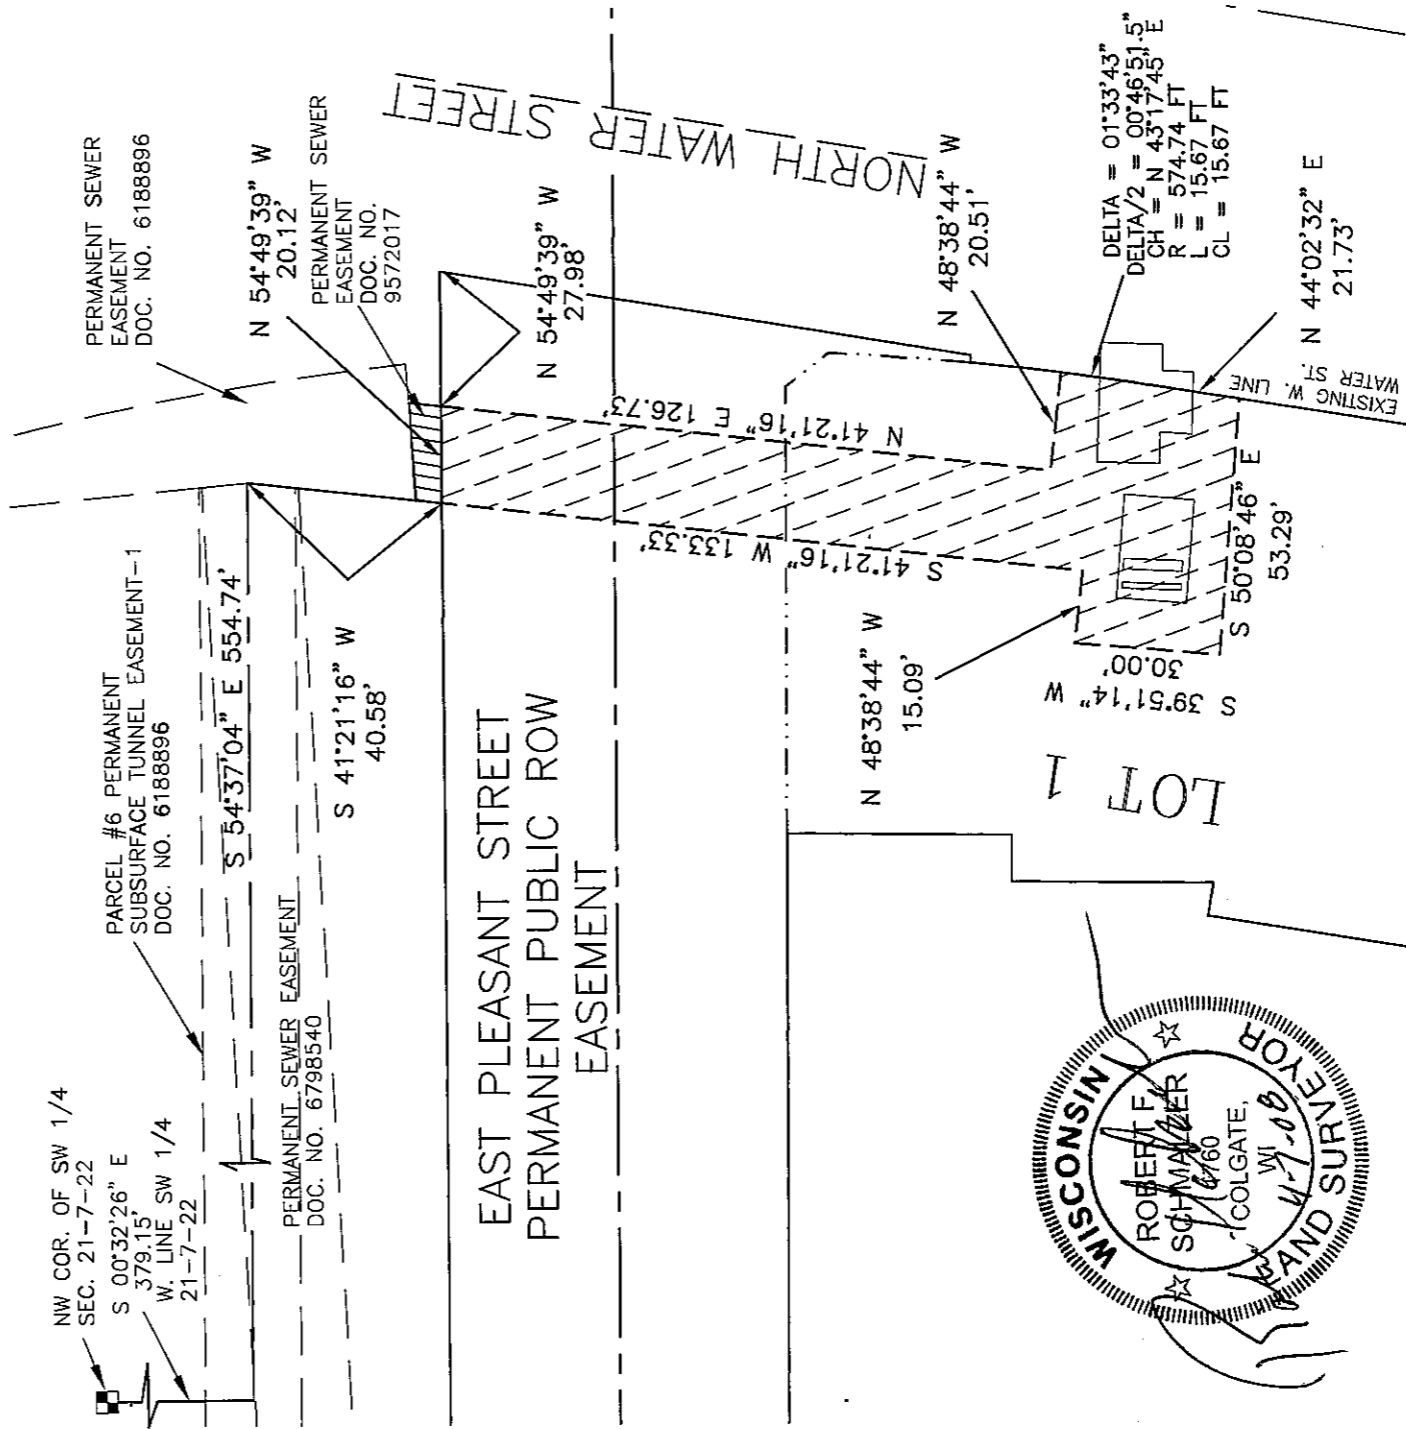 PERMANENT SEWER
EASEMENT
DOC. NO. 6188896
N 54°49'39" W
20.12'
PERMANENT SEWER
EASEMENT
DOC. NO.
9572017
NORTH WATER STREET
N 54°49'39" W
27.98'
N 48°38'44" W
20.51'
DELTA = 01°33'43"
DELTA/2 = 00°46'51.5"
CH = N 43°17'45" E
R = 574.74 FT
L = 15.67 FT
CL = 15.67 FT
N 44°02'32" E
21.73'
EXISTING W. LINE
WATER ST.
N 41°21'16" E 126.73'
S 41°21'16" W 133.33'
S 50°08'46" E
53.29'
S 39°51'14" W
30.00'
N 48°38'44" W
15.09'
LOT 1
PARCEL #6 PERMANENT
SUBSURFACE TUNNEL EASEMENT-1
DOC. NO. 6188896
S 54°37'04" E 554.74'
S 41°21'16" W
40.58'
PERMANENT SEWER EASEMENT
DOC. NO. 6798540
EAST PLEASANT STREET
PERMANENT PUBLIC ROW
EASEMENT
NW COR. OF SW 1/4
SEC. 21-7-22
S 00°32'26" E
379.15'
W. LINE SW 1/4
21-7-22
WISCONSIN
ROBERT F.
SCHMALER
COLGATE,
WI
LAND SURVEYOR